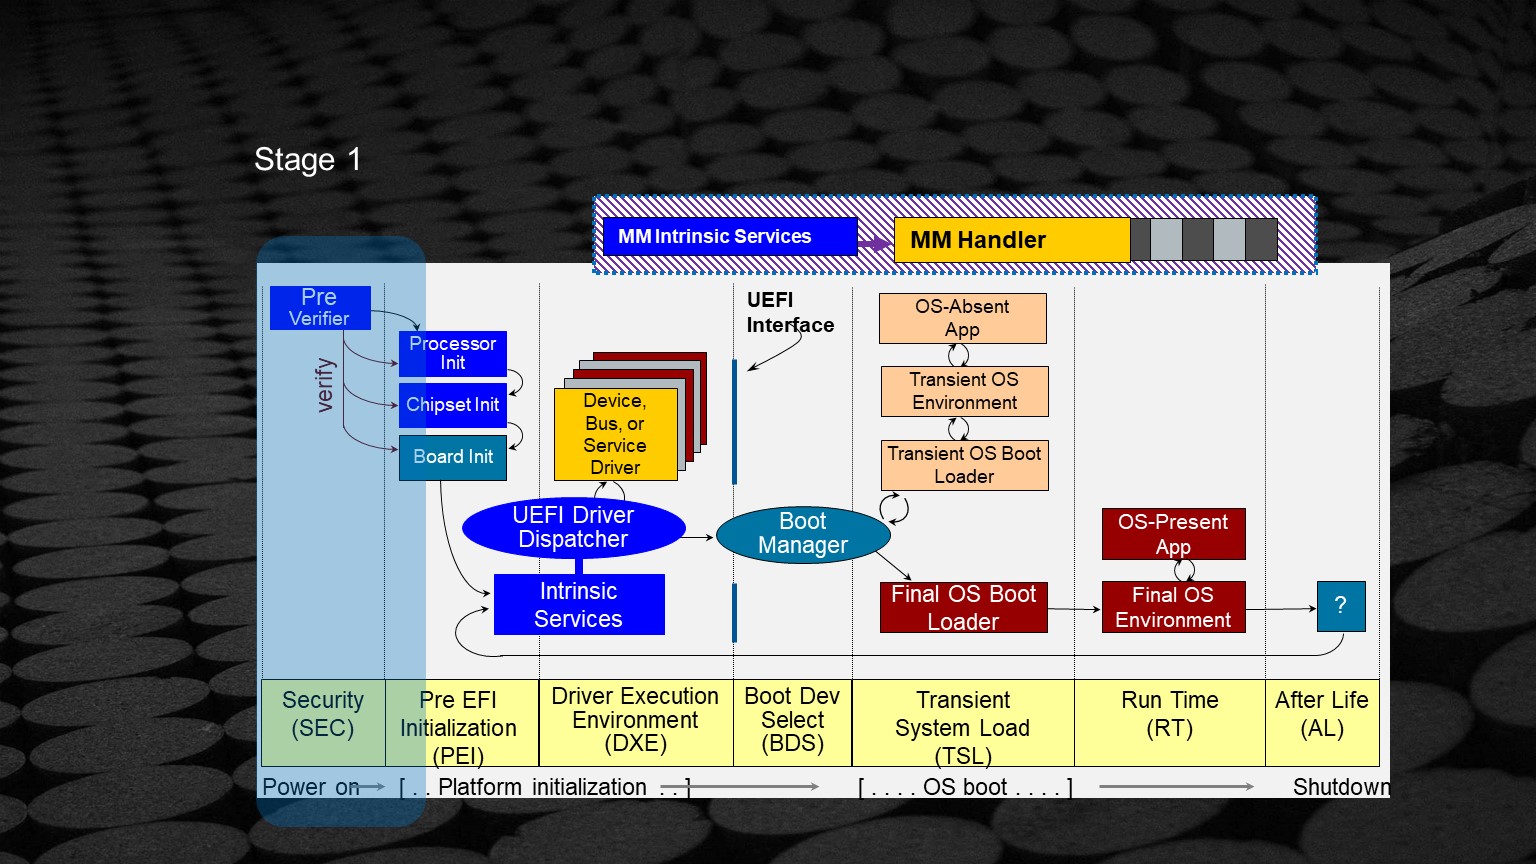 Stage 1
MM Intrinsic Services
MM Handler
Pre
Verifier
verify
Processor
Init
Chipset Init
Board Init
Device,
Bus, or
Service
Driver
UEFI
Interface
UEFI Driver
Dispatcher
Intrinsic
Services
Boot
Manager
OS-Absent
App
Transient OS
Environment
Transient OS Boot
Loader
Final OS Boot
Loader
OS-Present
App
Final OS
Environment
?
Security
(SEC)
Pre EFI
Initialization
(PEI)
Driver Execution
Environment
(DXE)
Boot Dev
Select
(BDS)
Transient
System Load
(TSL)
Run Time
(RT)
After Life
(AL)
Power on [ . . Platform initialization . . ] [ . . . . OS boot . . . . ] Shutdown